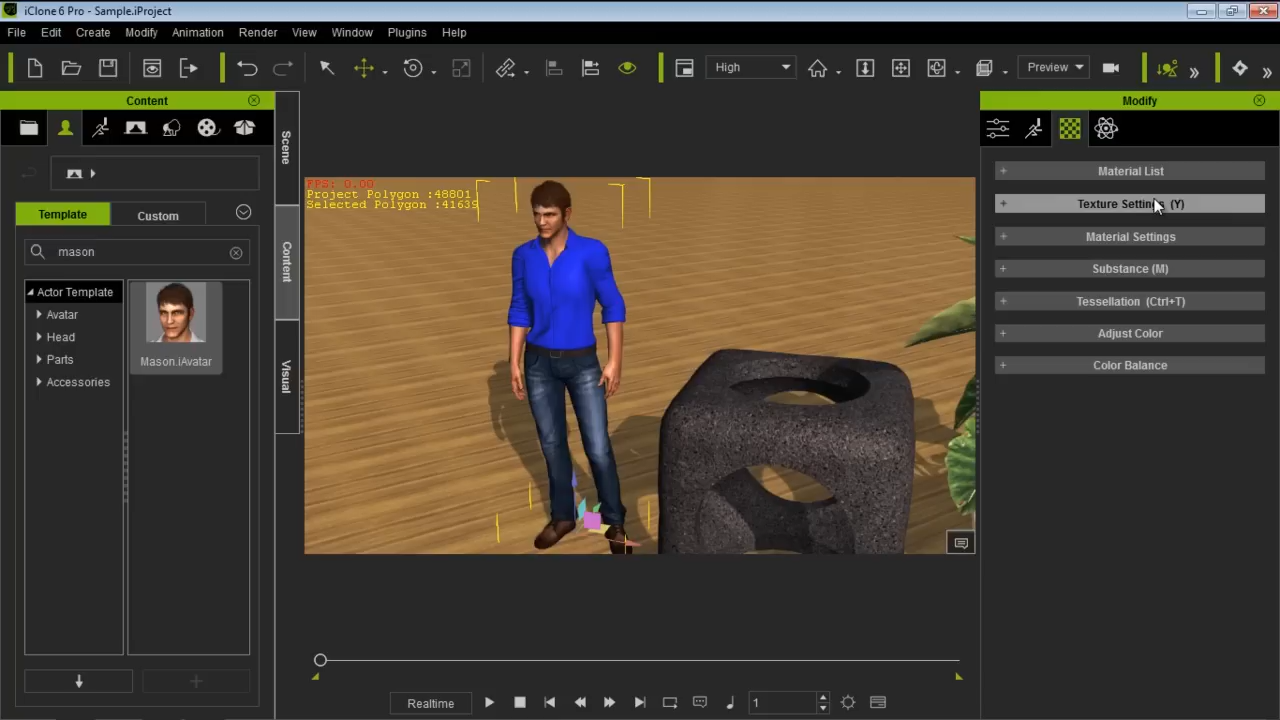 iClone 6 Pro - Sample.iProject
File Edit Create Modify Animation Render View Window Plugins Help
High
Preview
Content
Modify
Scene
Content
Visual
Template
Custom
mason
Actor Template
Avatar
Head
Parts
Accessories
Mason.iAvatar
FPS: 0.00
Project Polygon :48801
Selected Polygon :41639
Material List
Texture Settings (Y)
Material Settings
Substance (M)
Tessellation (Ctrl+T)
Adjust Color
Color Balance
Realtime
1